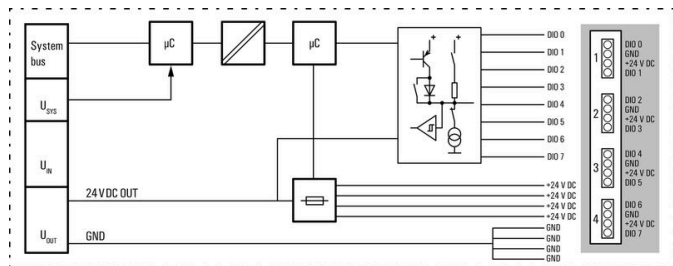 System
bus
µC
µC
U SYS
U IN
U OUT
24 V DC OUT
GND
+
+
DIO 0
DIO 1
DIO 2
DIO 3
DIO 4
DIO 5
DIO 6
DIO 7
+24 V DC
+24 V DC
+24 V DC
+24 V DC
GND
GND
GND
GND
1
DIO 0
GND
+24 V DC
DIO 1
2
DIO 2
GND
+24 V DC
DIO 3
3
DIO 4
GND
+24 V DC
DIO 5
4
DIO 6
GND
+24 V DC
DIO 7